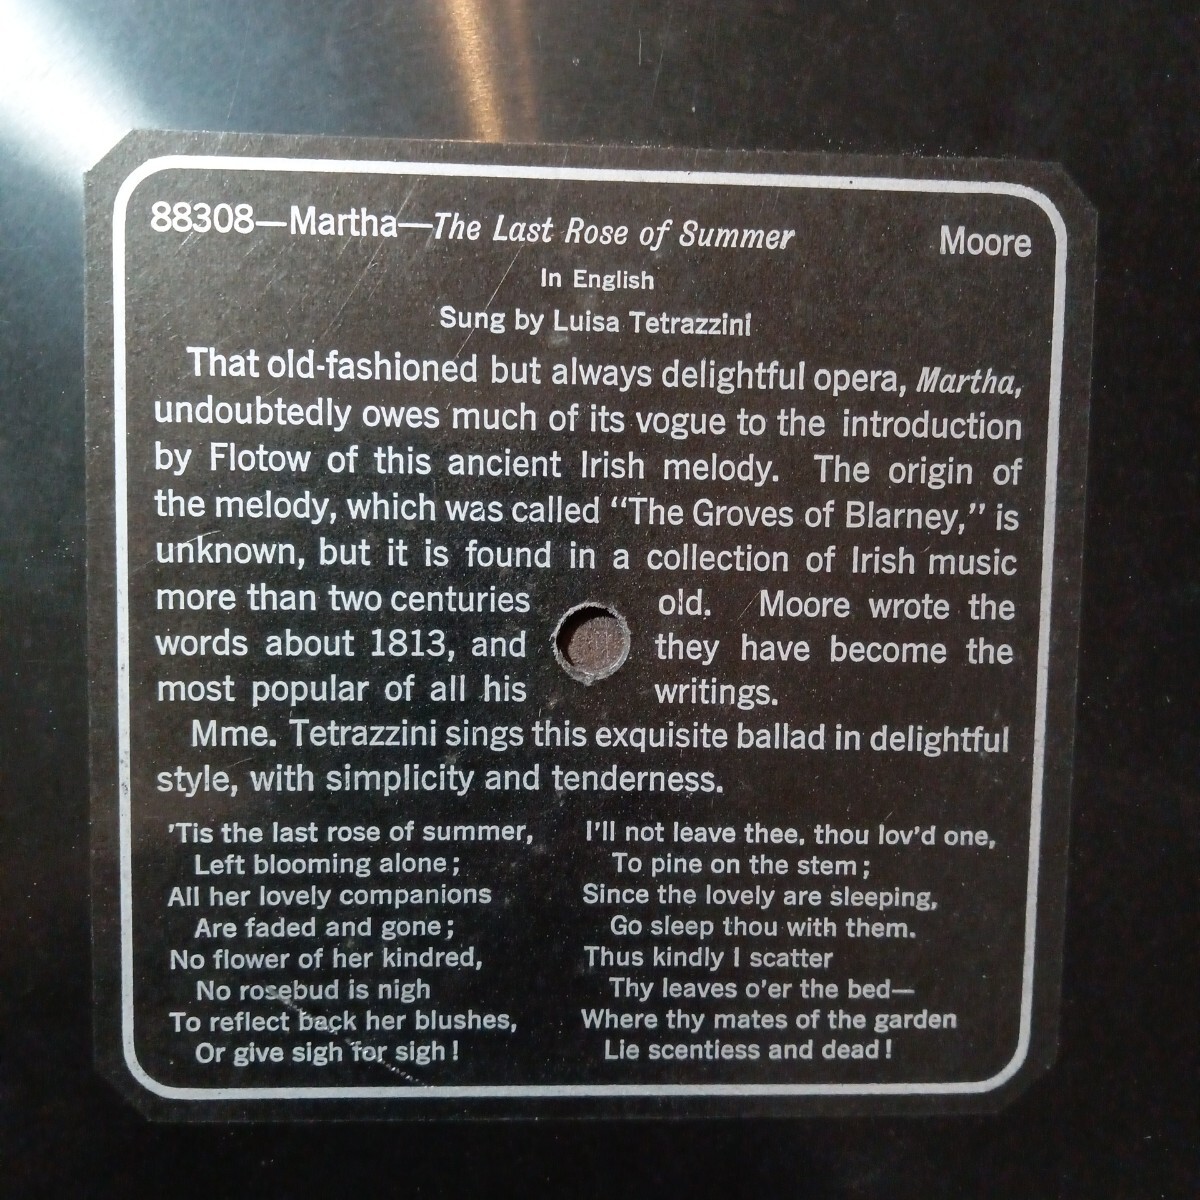 88308—Martha—The Last Rose of Summer Moore
In English
Sung by Luisa Tetrazzini
That old-fashioned but always delightful opera, Martha,
undoubtedly owes much of its vogue to the introduction
by Flotow of this ancient Irish melody. The origin of
the melody, which was called “The Groves of Blarney,” is
unknown, but it is found in a collection of Irish music
more than two centuries old. Moore wrote the
words about 1813, and they have become the
most popular of all his writings.
Mme. Tetrazzini sings this exquisite ballad in delightful
style, with simplicity and tenderness.
’Tis the last rose of summer,
Left blooming alone;
All her lovely companions
Are faded and gone;
No flower of her kindred,
No rosebud is nigh
To reflect back her blushes,
Or give sigh for sigh!
I’ll not leave thee, thou lov’d one,
To pine on the stem;
Since the lovely are sleeping,
Go sleep thou with them.
Thus kindly I scatter
Thy leaves o’er the bed—
Where thy mates of the garden
Lie scentless and dead!